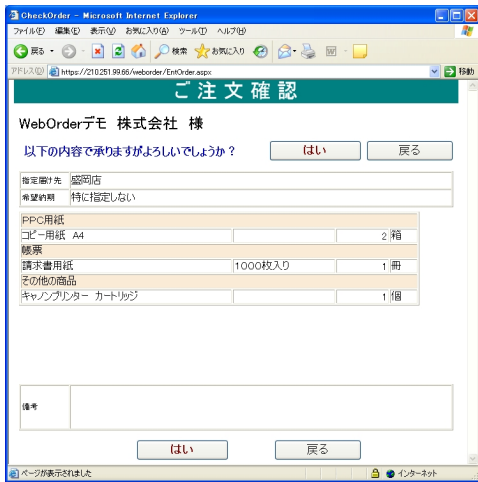 CheckOrder - Microsoft Internet Explorer
ファイル(F) 編集(E) 表示(V) お気に入り(A) ツール(T) ヘルプ(H)
戻る 検索 お気に入り
アドレス(D) https://210.251.99.66/weborder/EntOrder.aspx 移動
ご注文確認
WebOrderデモ 株式会社 様
以下の内容で承りますがよろしいでしょうか? はい 戻る
指定届け先 盛岡店
希望納期 特に指定しない
PPC用紙
コピー用紙 A4 2 箱
帳票
請求書用紙 1000枚入り 1 冊
その他の商品
キャノンプリンター カートリッジ 1 個
備考
はい 戻る
ページが表示されました インターネット